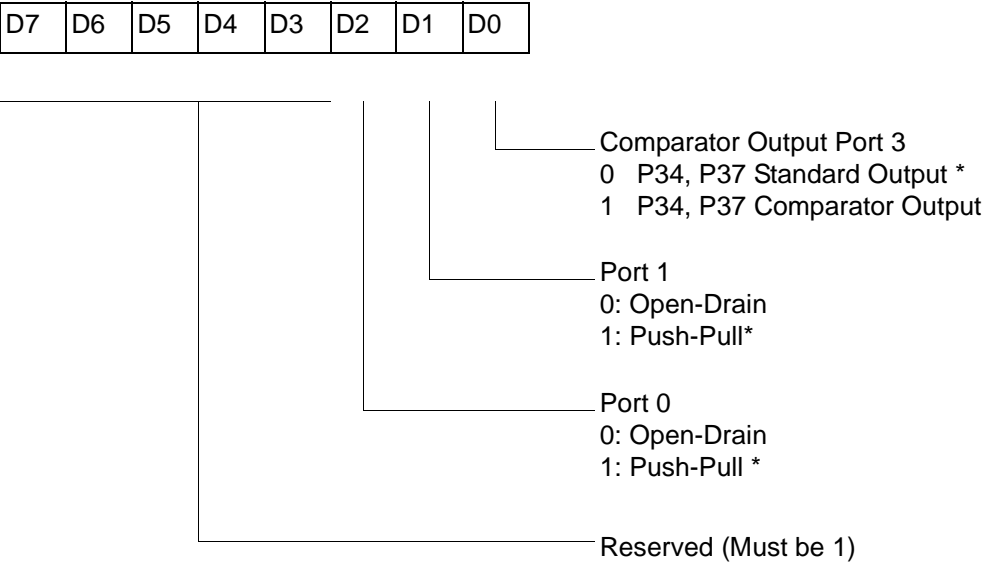 D7 D6 D5 D4 D3 D2 D1 D0
Comparator Output Port 3
0 P34, P37 Standard Output *
1 P34, P37 Comparator Output
Port 1
0: Open-Drain
1: Push-Pull*
Port 0
0: Open-Drain
1: Push-Pull *
Reserved (Must be 1)